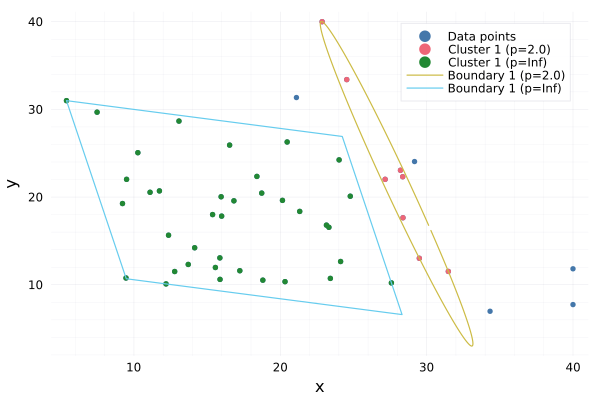 40
30
20
10
y
10
20
30
40
x
Data points
Cluster 1 (p=2.0)
Cluster 1 (p=Inf)
Boundary 1 (p=2.0)
Boundary 1 (p=Inf)